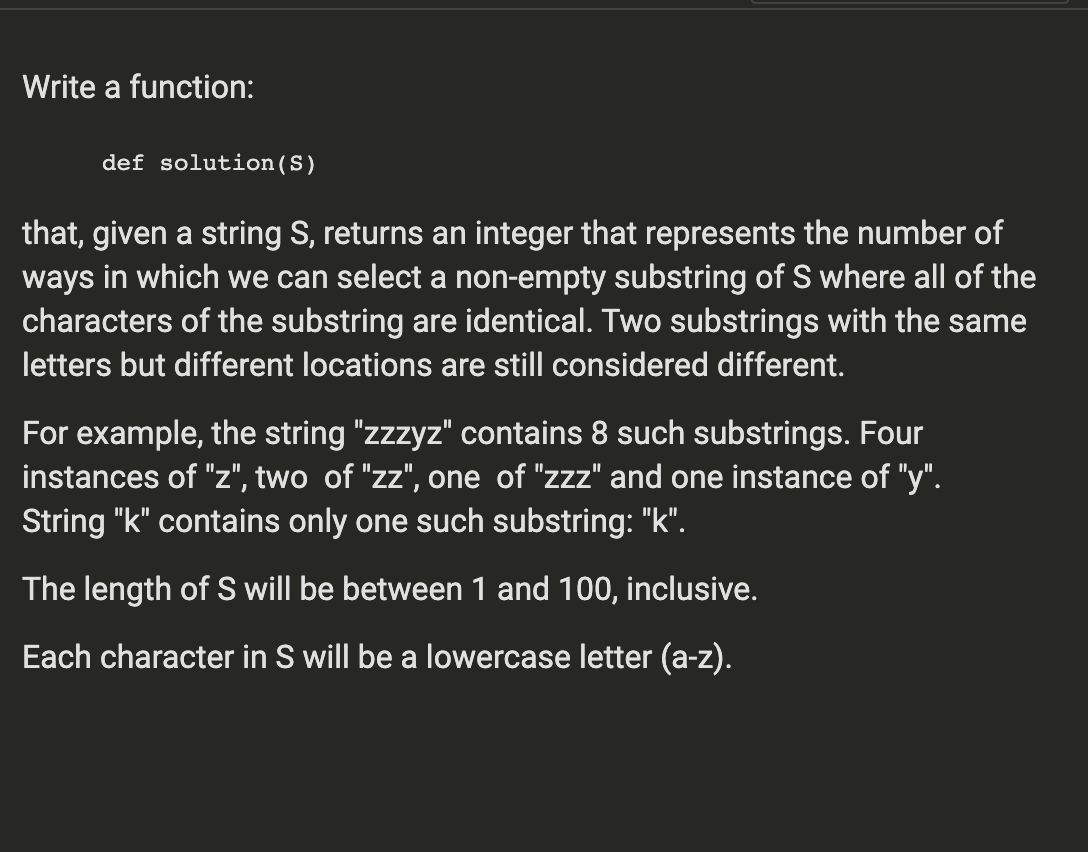 Write a function:
def solution(S)
that, given a string S, returns an integer that represents the number of
ways in which we can select a non-empty substring of S where all of the
characters of the substring are identical. Two substrings with the same
letters but different locations are still considered different.
For example, the string "zzzyz" contains 8 such substrings. Four
instances of "z", two  of "zz", one  of "zzz" and one instance of "y".
String "k" contains only one such substring: "k".
The length of S will be between 1 and 100, inclusive.
Each character in S will be a lowercase letter (a-z).